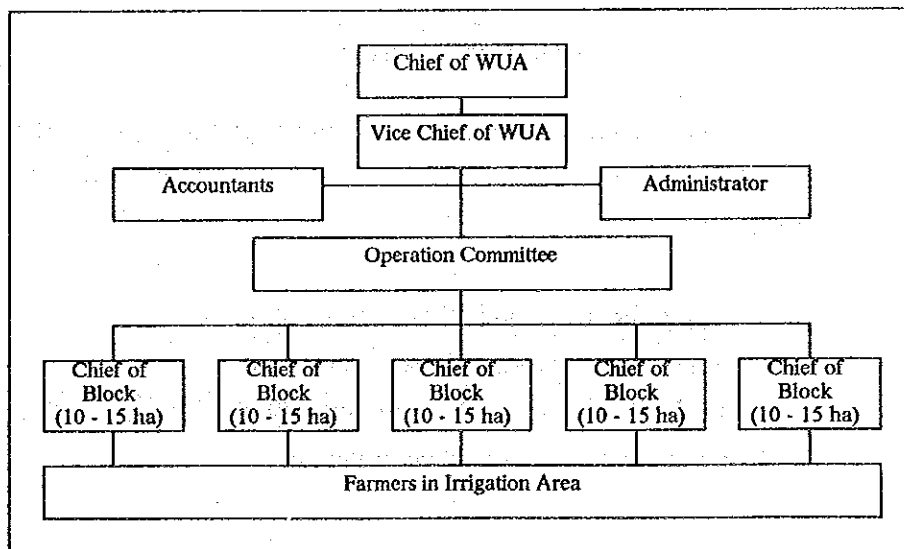 Chief of WUA
Vice Chief of WUA
Accountants
Administrator
Operation Committee
Chief of
Block
(10 - 15 ha)
Chief of
Block
(10 - 15 ha)
Chief of
Block
(10 - 15 ha)
Chief of
Block
(10 - 15 ha)
Chief of
Block
(10 - 15 ha)
Farmers in Irrigation Area